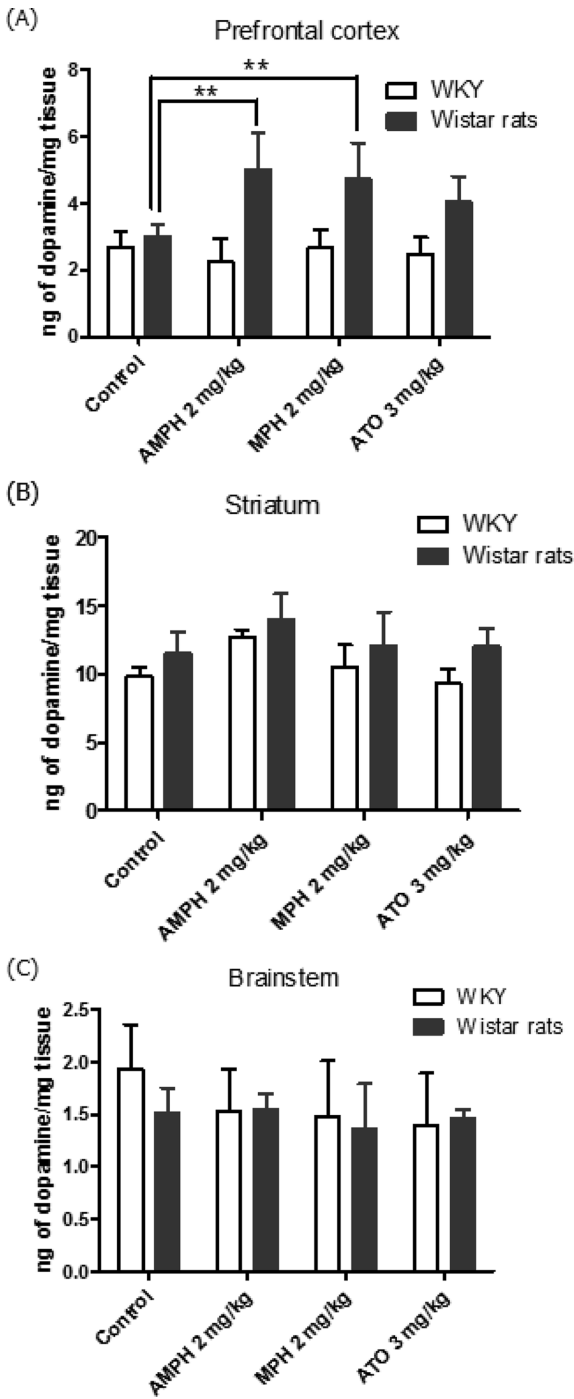 (A)
Prefrontal cortex
ng of dopamine/mg tissue
8
6
4
2
0
**
**
WKY
Wistar rats
Control
AMPH 2 mg/kg
MPH 2 mg/kg
ATO 3 mg/kg
(B)
Striatum
ng of dopamine/mg tissue
20
15
10
5
0
WKY
Wistar rats
Control
AMPH 2 mg/kg
MPH 2 mg/kg
ATO 3 mg/kg
(C)
Brainstem
ng of dopamine/mg tissue
2.5
2.0
1.5
1.0
0.5
0.0
WKY
Wistar rats
Control
AMPH 2 mg/kg
MPH 2 mg/kg
ATO 3 mg/kg